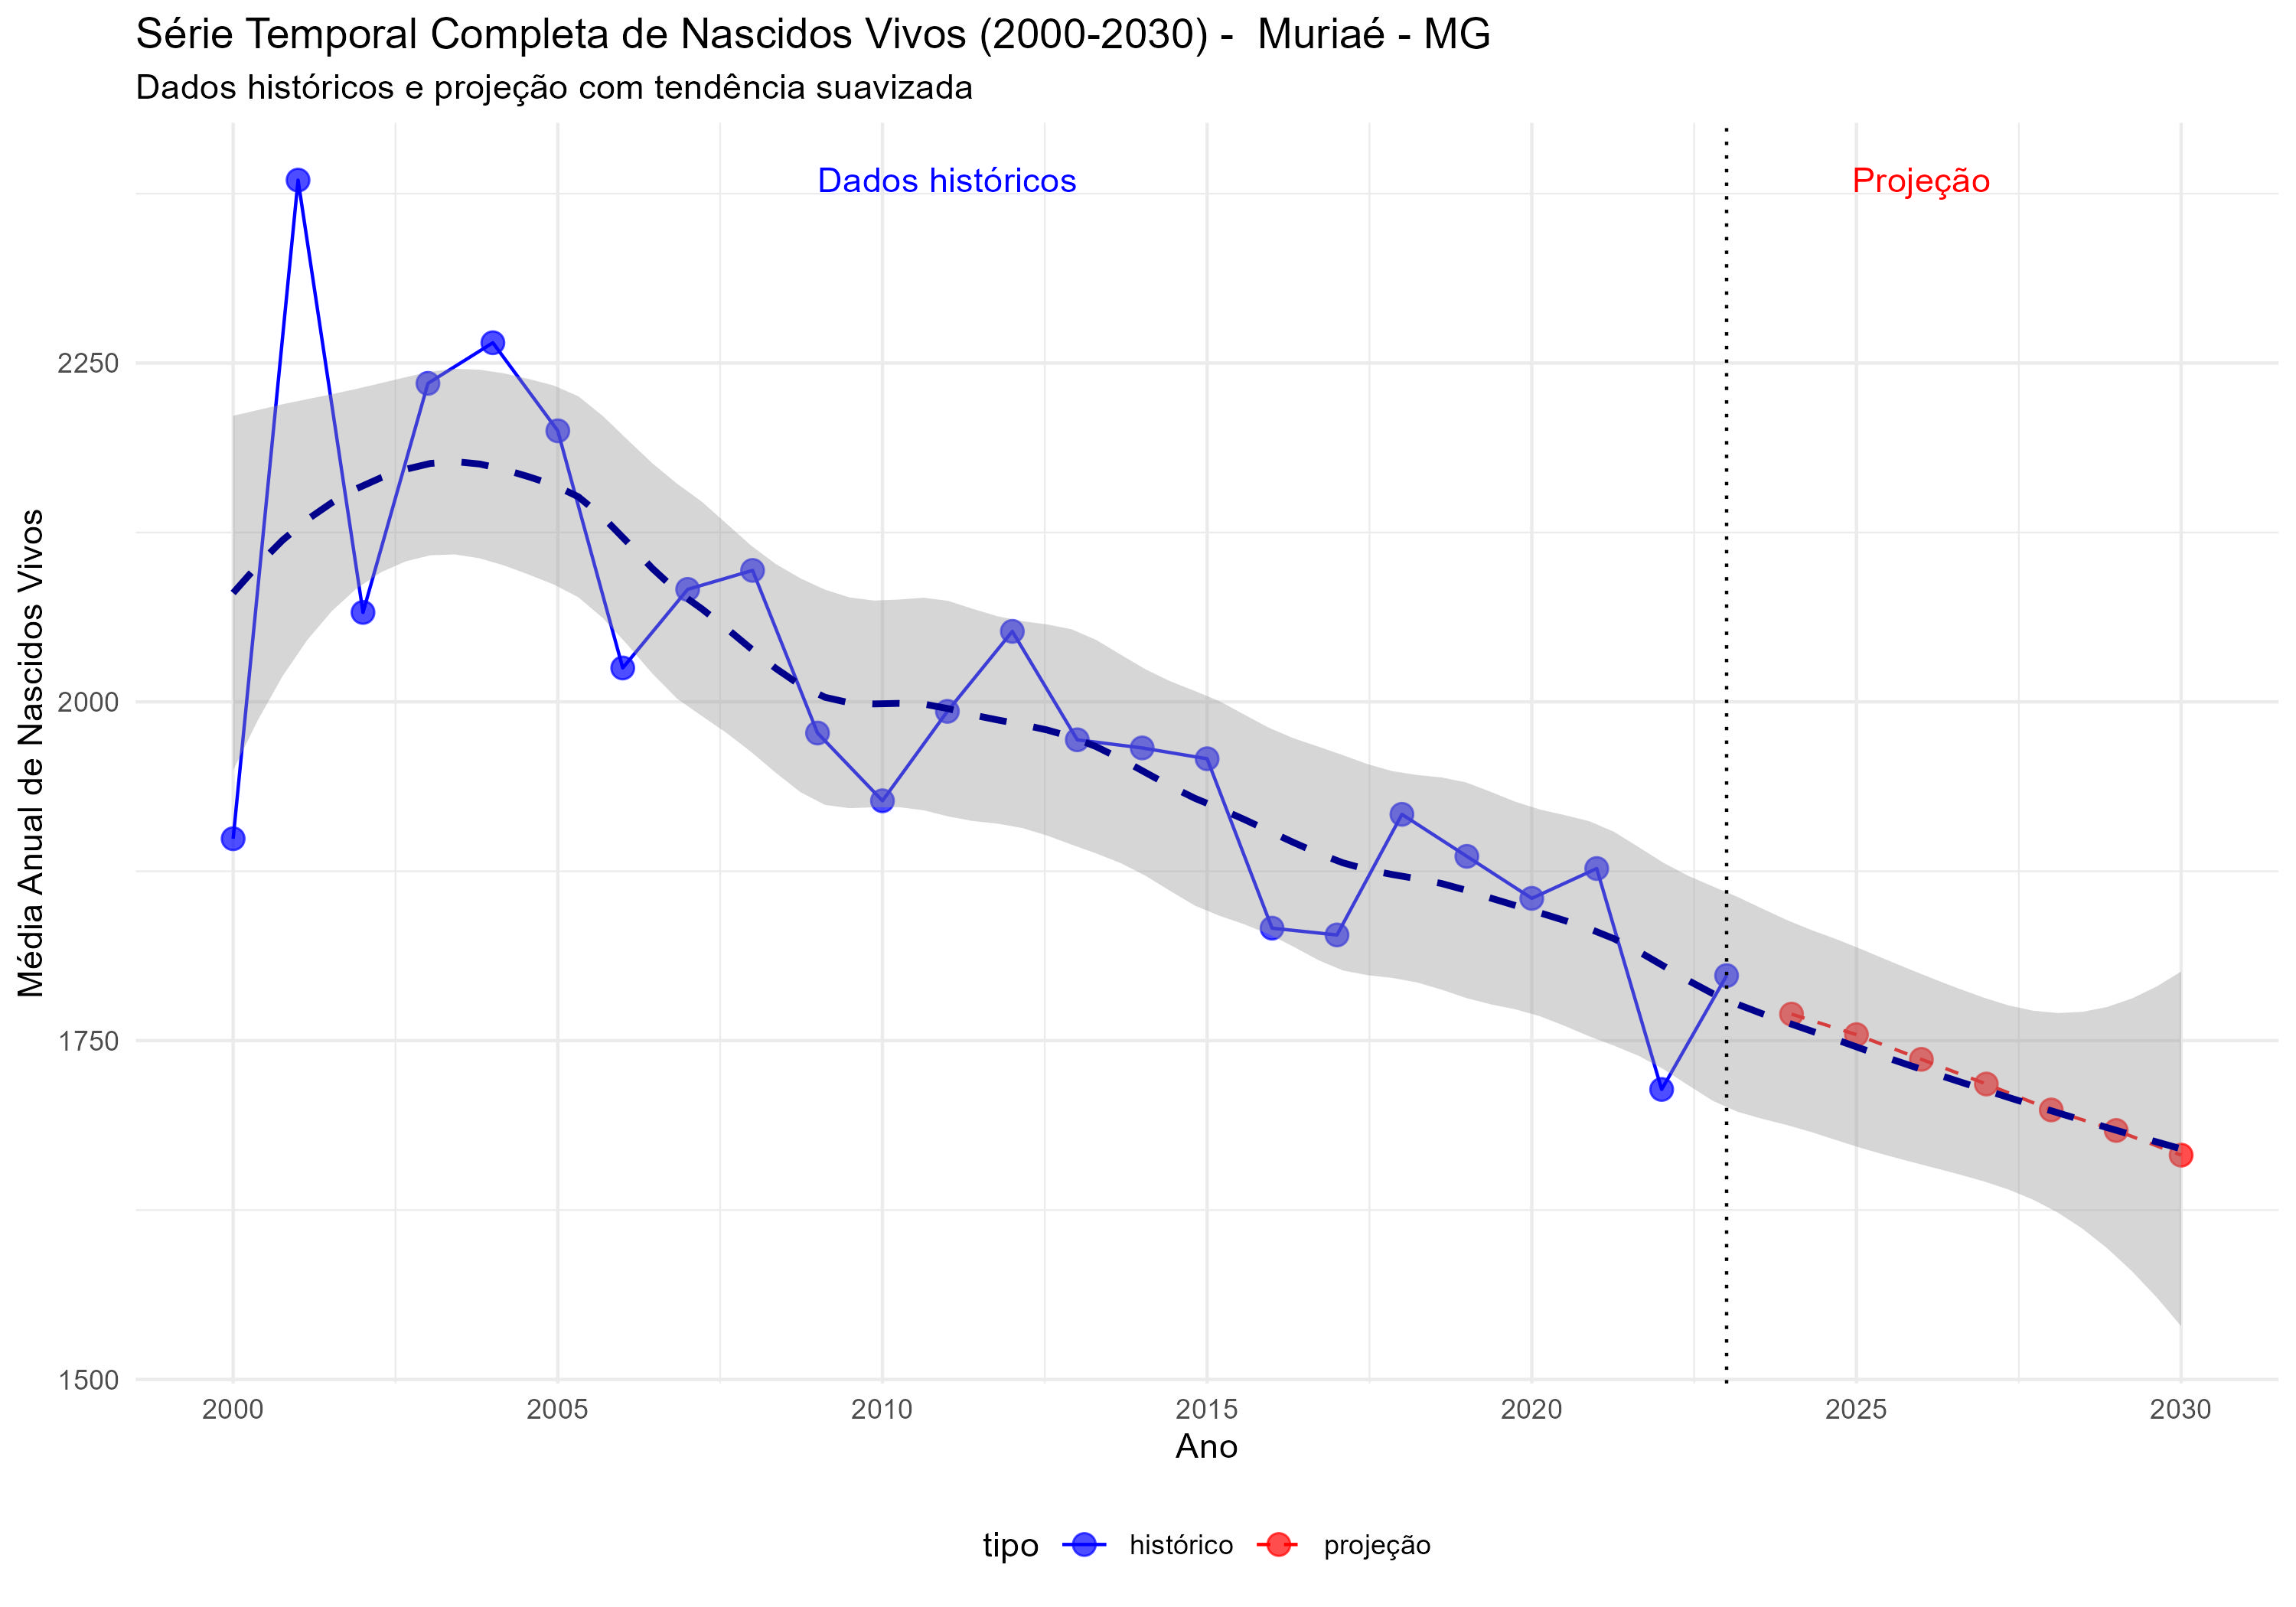 Série Temporal Completa de Nascidos Vivos (2000-2030) -  Muriaé - MG
Dados históricos e projeção com tendência suavizada
Dados históricos
Projeção
Média Anual de Nascidos Vivos
2250
2000
1750
1500
2000 2005 2010 2015 2020 2025 2030
Ano
tipo histórico projeção